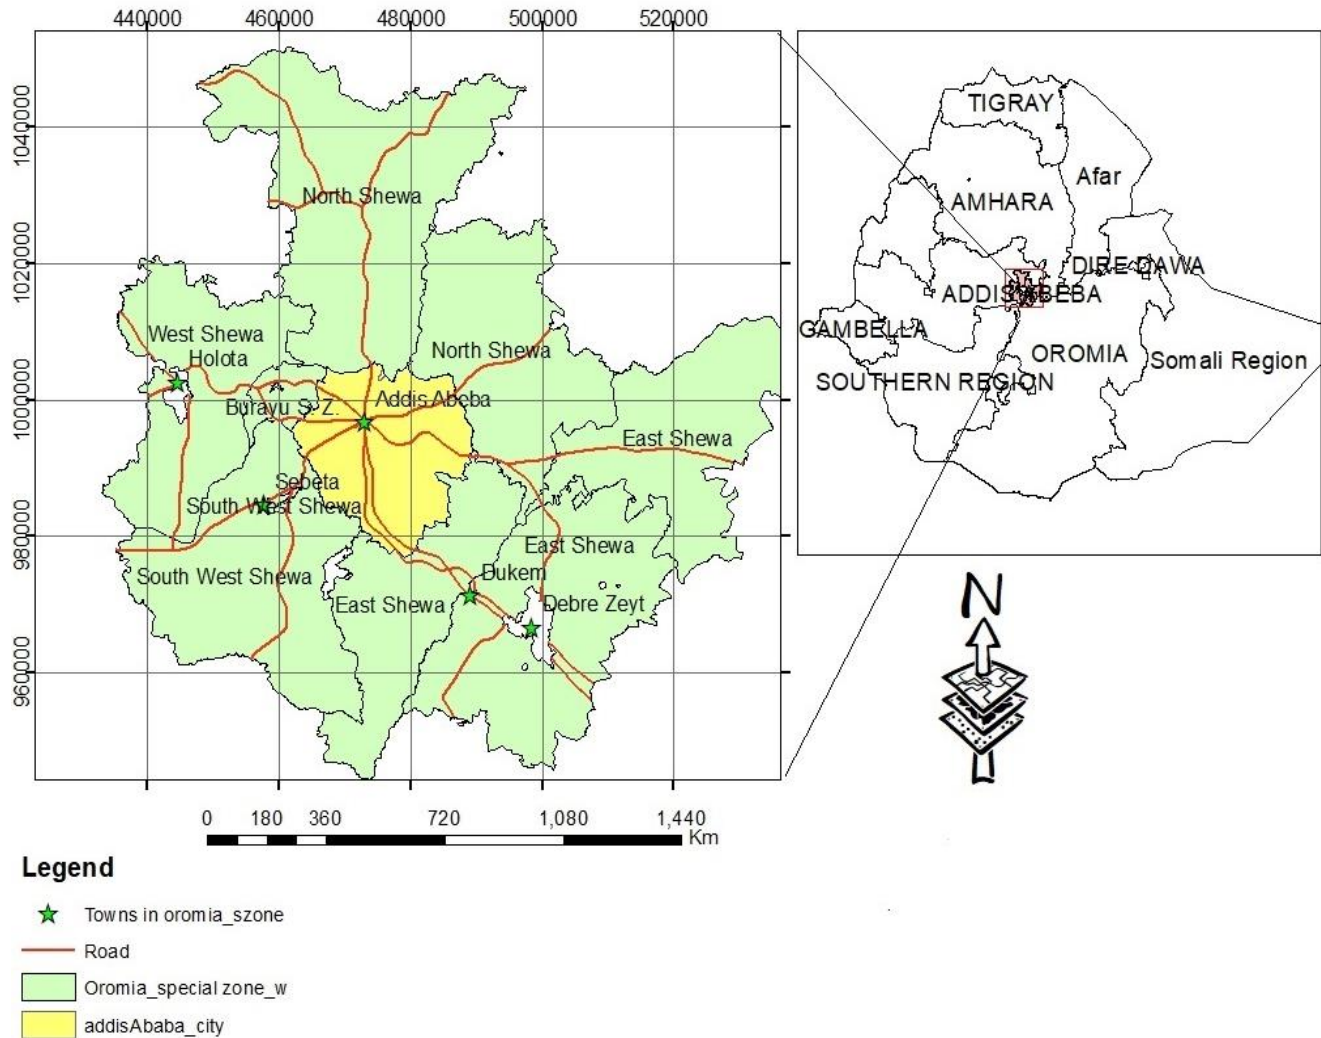 440000 460000 480000 500000 520000
1040000
1020000
1000000
980000
960000
North Shewa
West Shewa
Holota
North Shewa
Burayu S. Z.
Addis Abeba
East Shewa
Sebeta
South West Shewa
East Shewa
South West Shewa
Dukem
East Shewa
Debre Zeyt
TIGRAY
Afar
AMHARA
DIRE DAWA
ADDIS ABEBA
GAMBELLA
OROMIA
Somali Region
SOUTHERN REGION
N
0 180 360 720 1,080 1,440
Km
Legend
Towns in oromia_szone
Road
Oromia_special zone_w
addisAbaba_city